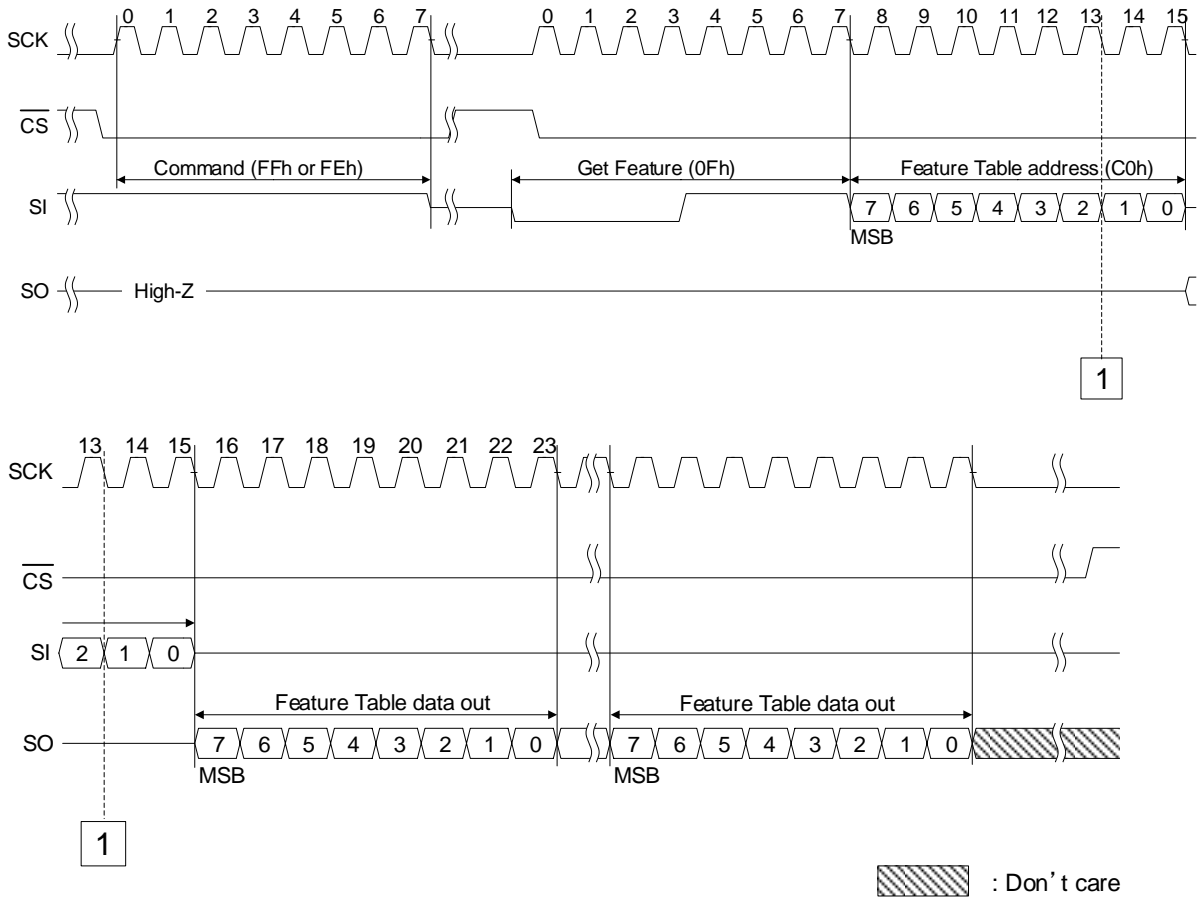 0 1 2 3 4 5 6 7 0 1 2 3 4 5 6 7 8 9 10 11 12 13 14 15
SCK
CS
Command (FFh or FEh) Get Feature (0Fh) Feature Table address (C0h)
SI 7 6 5 4 3 2 1 0
MSB
SO High-Z
1
13 14 15 16 17 18 19 20 21 22 23
SCK
CS
SI 2 1 0
Feature Table data out Feature Table data out
SO 7 6 5 4 3 2 1 0 7 6 5 4 3 2 1 0
MSB MSB
1
: Don’t care